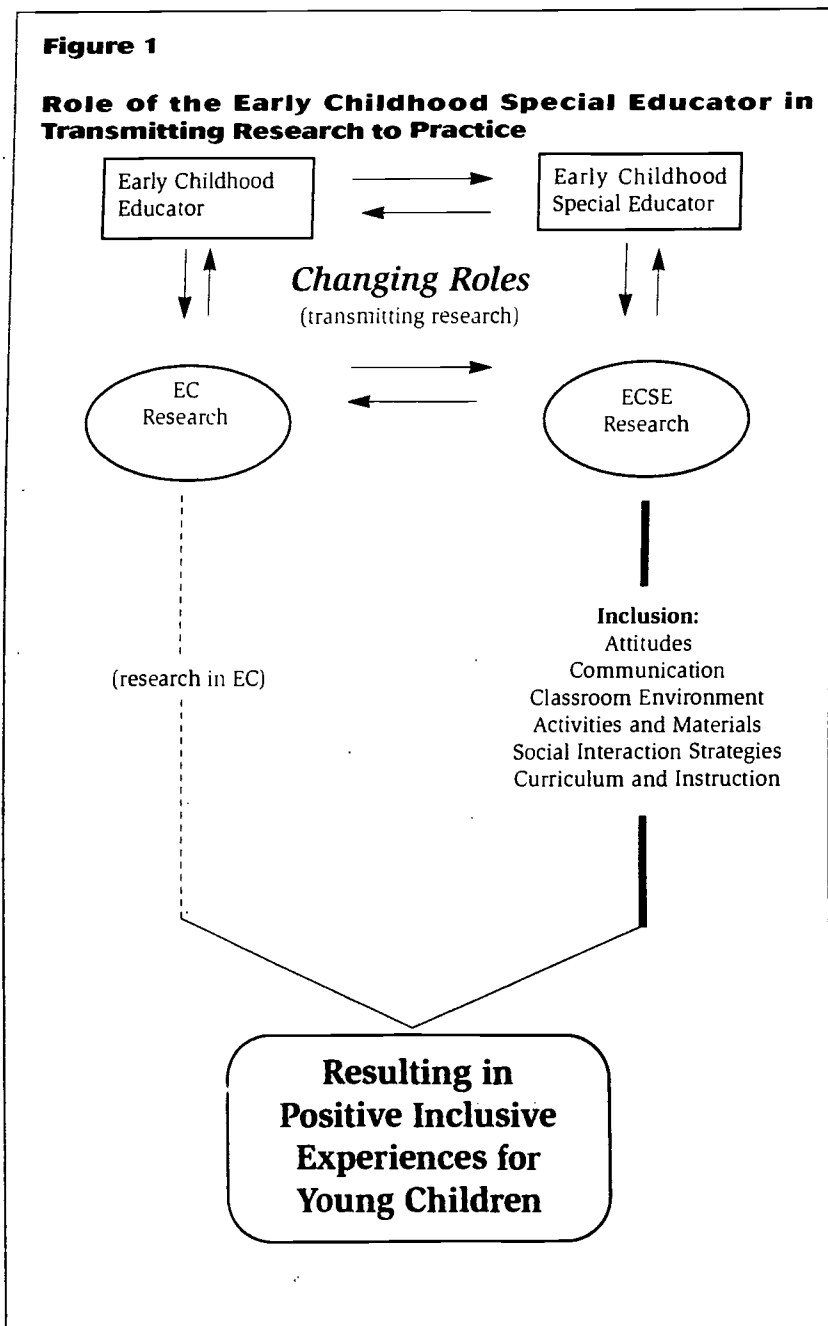 Figure 1
Role of the Early Childhood Special Educator in
Transmitting Research to Practice
Early Childhood
Educator
Early Childhood
Special Educator
Changing Roles
(transmitting research)
EC
Research
ECSE
Research
(research in EC)
Inclusion:
Attitudes
Communication
Classroom Environment
Activities and Materials
Social Interaction Strategies
Curriculum and Instruction
Resulting in
Positive Inclusive
Experiences for
Young Children